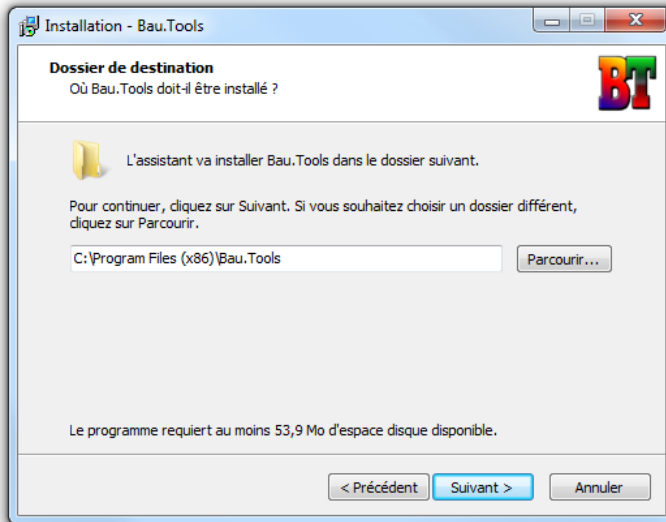 Installation - Bau.Tools
Dossier de destination
Où Bau.Tools doit-il être installé ?
BT
L'assistant va installer Bau.Tools dans le dossier suivant.
Pour continuer, cliquez sur Suivant. Si vous souhaitez choisir un dossier différent,
cliquez sur Parcourir.
C:\Program Files (x86)\Bau.Tools
Parcourir...
Le programme requiert au moins 53,9 Mo d'espace disque disponible.
< Précédent
Suivant >
Annuler